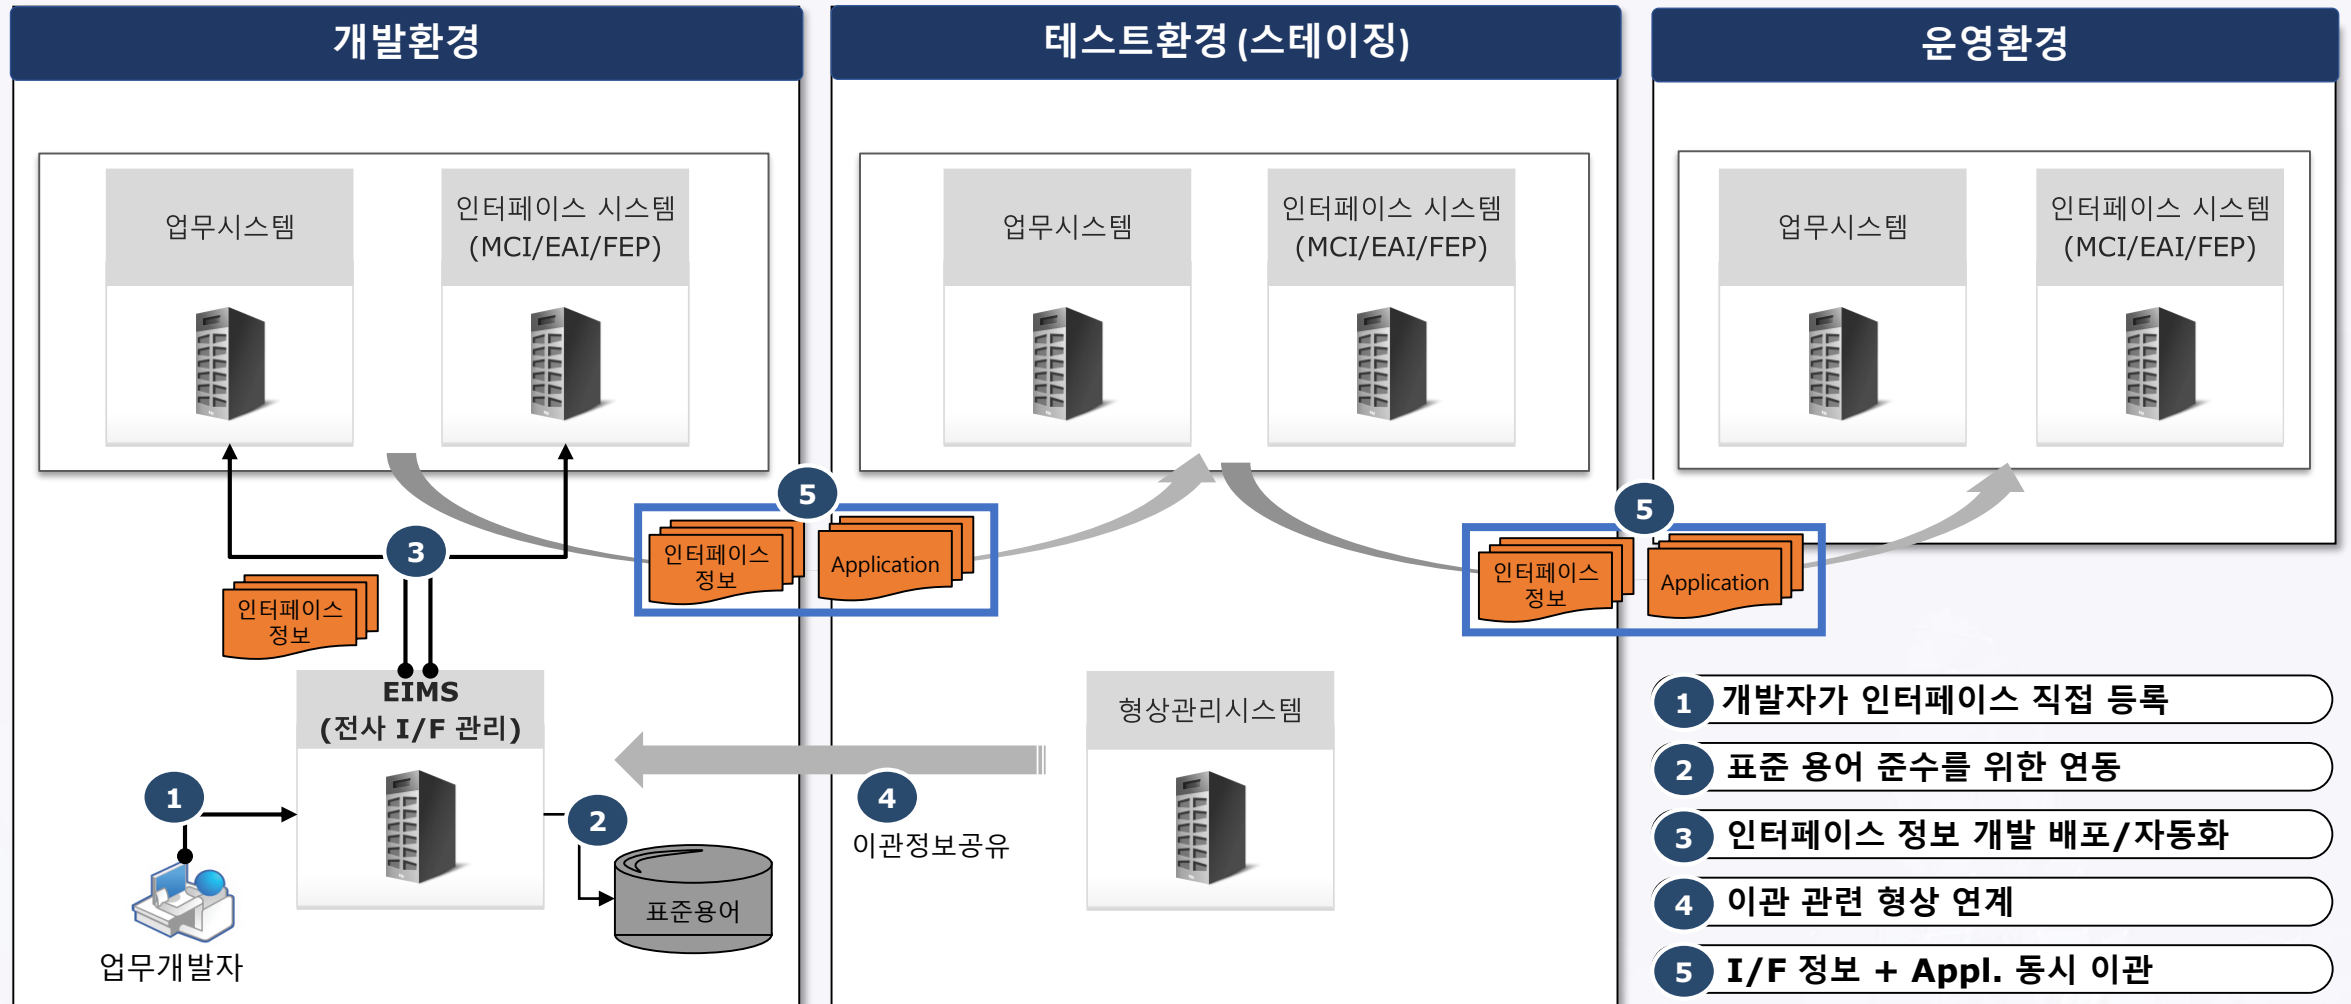 개발환경
테스트환경 (스테이징)
운영환경
업무시스템
인터페이스 시스템
(MCI/EAI/FEP)
업무시스템
인터페이스 시스템
(MCI/EAI/FEP)
업무시스템
인터페이스 시스템
(MCI/EAI/FEP)
5
인터페이스
정보
Application
5
인터페이스
정보
Application
3
인터페이스
정보
EIMS
(전사 I/F 관리)
1
업무개발자
2
표준용어
4
이관정보공유
형상관리시스템
1 개발자가 인터페이스 직접 등록
2 표준 용어 준수를 위한 연동
3 인터페이스 정보 개발 배포/자동화
4 이관 관련 형상 연계
5 I/F 정보 + Appl. 동시 이관